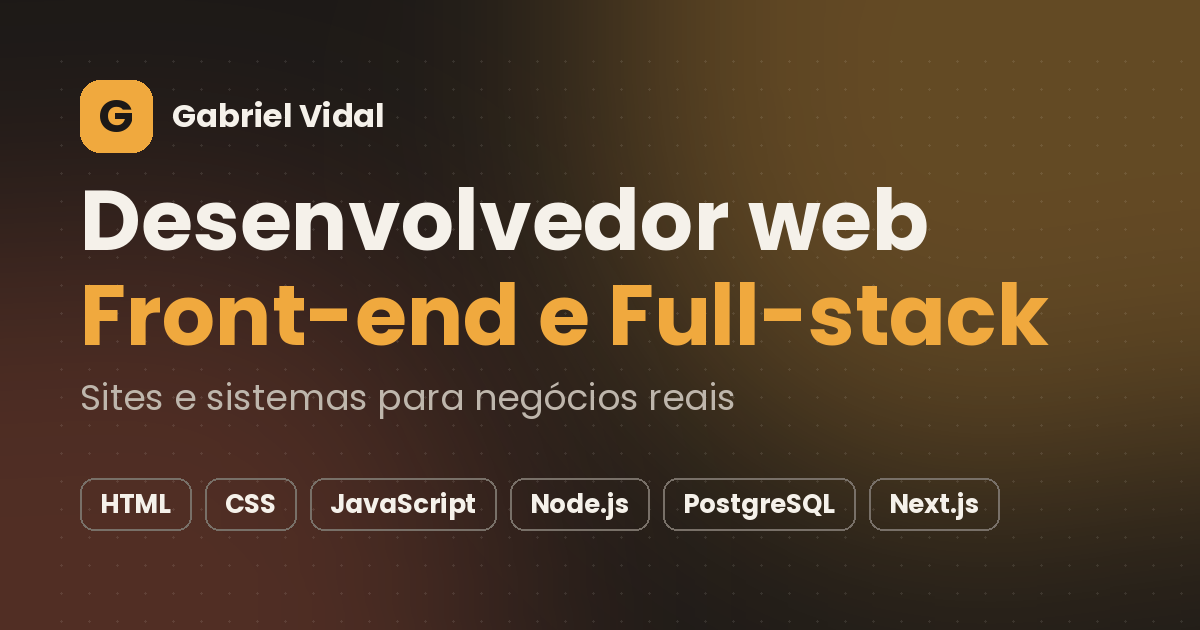 G
Gabriel Vidal
Desenvolvedor web
Front-end e Full-stack
Sites e sistemas para negócios reais
HTML CSS JavaScript Node.js PostgreSQL Next.js